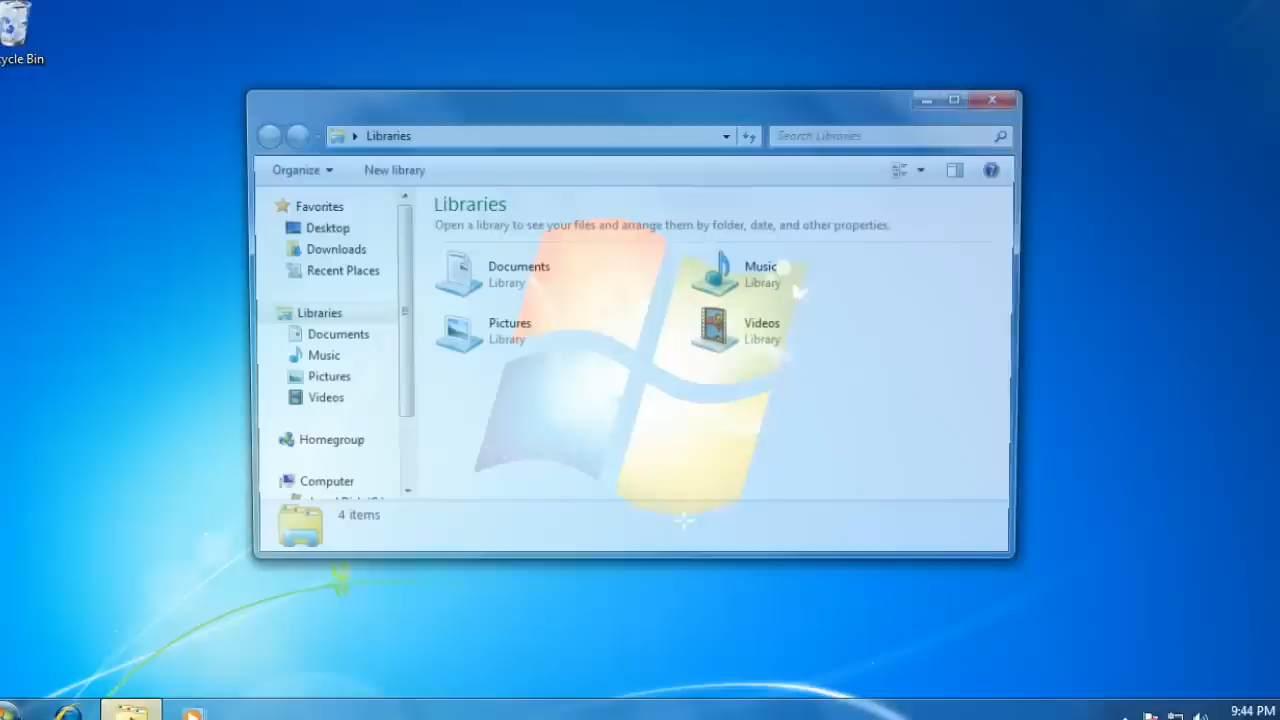 cycle Bin
Libraries
Search Libraries
Organize
New library
Favorites
Desktop
Downloads
Recent Places
Libraries
Documents
Music
Pictures
Videos
Homegroup
Computer
Libraries
Open a library to see your files and arrange them by folder, date, and other properties.
Documents
Library
Music
Library
Pictures
Library
Videos
Library
4 items
9:44 PM